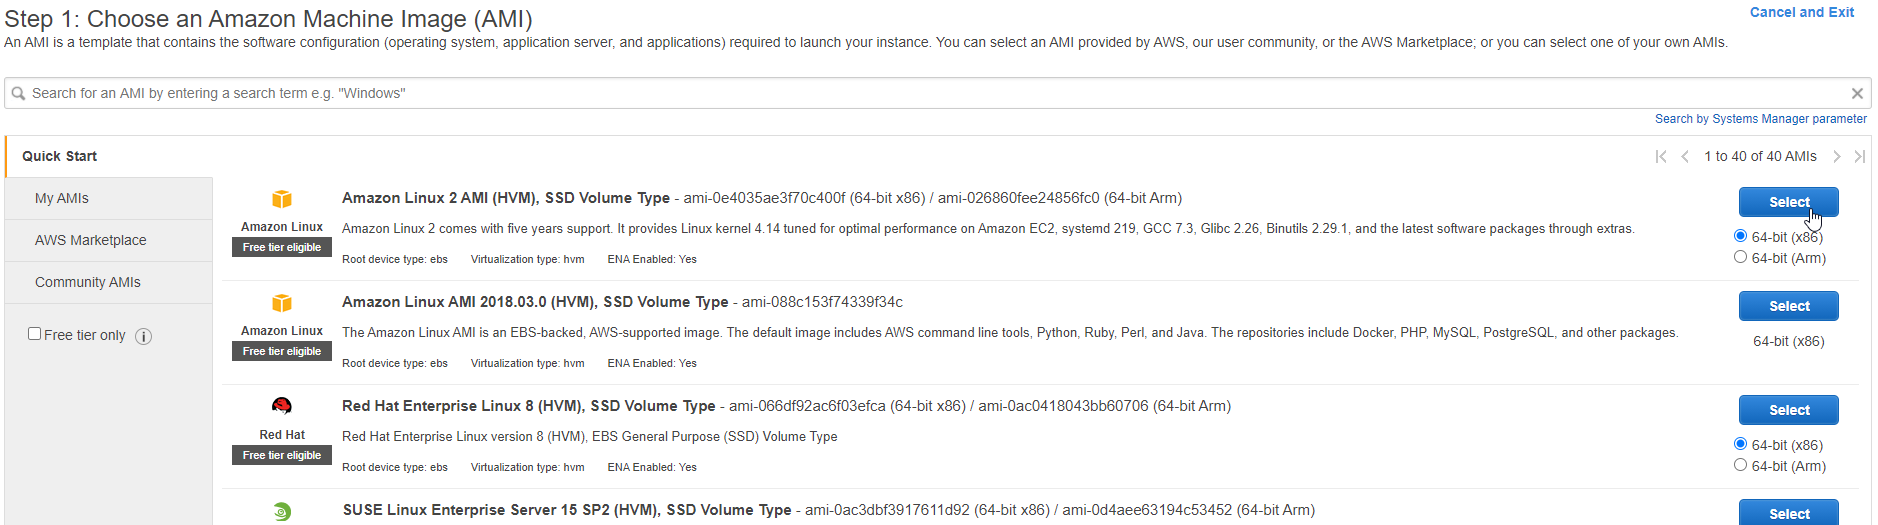 Step 1: Choose an Amazon Machine Image (AMI)
Cancel and Exit
An AMI is a template that contains the software configuration (operating system, application server, and applications) required to launch your instance. You can select an AMI provided by AWS, our user community, or the AWS Marketplace; or you can select one of your own AMIs.
Search for an AMI by entering a search term e.g. "Windows"
Search by Systems Manager parameter
Quick Start
1 to 40 of 40 AMIs
My AMIs
AWS Marketplace
Community AMIs
Free tier only
Amazon Linux
Free tier eligible
Amazon Linux 2 AMI (HVM), SSD Volume Type - ami-0e4035ae3f70c400f (64-bit x86) / ami-026860fee24856fc0 (64-bit Arm)
Amazon Linux 2 comes with five years support. It provides Linux kernel 4.14 tuned for optimal performance on Amazon EC2, systemd 219, GCC 7.3, Glibc 2.26, Binutils 2.29.1, and the latest software packages through extras.
Root device type: ebs Virtualization type: hvm ENA Enabled: Yes
Select
64-bit (x86)
64-bit (Arm)
Amazon Linux
Free tier eligible
Amazon Linux AMI 2018.03.0 (HVM), SSD Volume Type - ami-088c153f74339f34c
The Amazon Linux AMI is an EBS-backed, AWS-supported image. The default image includes AWS command line tools, Python, Ruby, Perl, and Java. The repositories include Docker, PHP, MySQL, PostgreSQL, and other packages.
Root device type: ebs Virtualization type: hvm ENA Enabled: Yes
Select
64-bit (x86)
Red Hat
Free tier eligible
Red Hat Enterprise Linux 8 (HVM), SSD Volume Type - ami-066df92ac6f03efca (64-bit x86) / ami-0ac0418043bb60706 (64-bit Arm)
Red Hat Enterprise Linux version 8 (HVM), EBS General Purpose (SSD) Volume Type
Root device type: ebs Virtualization type: hvm ENA Enabled: Yes
Select
64-bit (x86)
64-bit (Arm)
SUSE Linux Enterprise Server 15 SP2 (HVM), SSD Volume Type - ami-0ac3dbf3917611d92 (64-bit x86) / ami-0d4aee63194c53452 (64-bit Arm)
Select